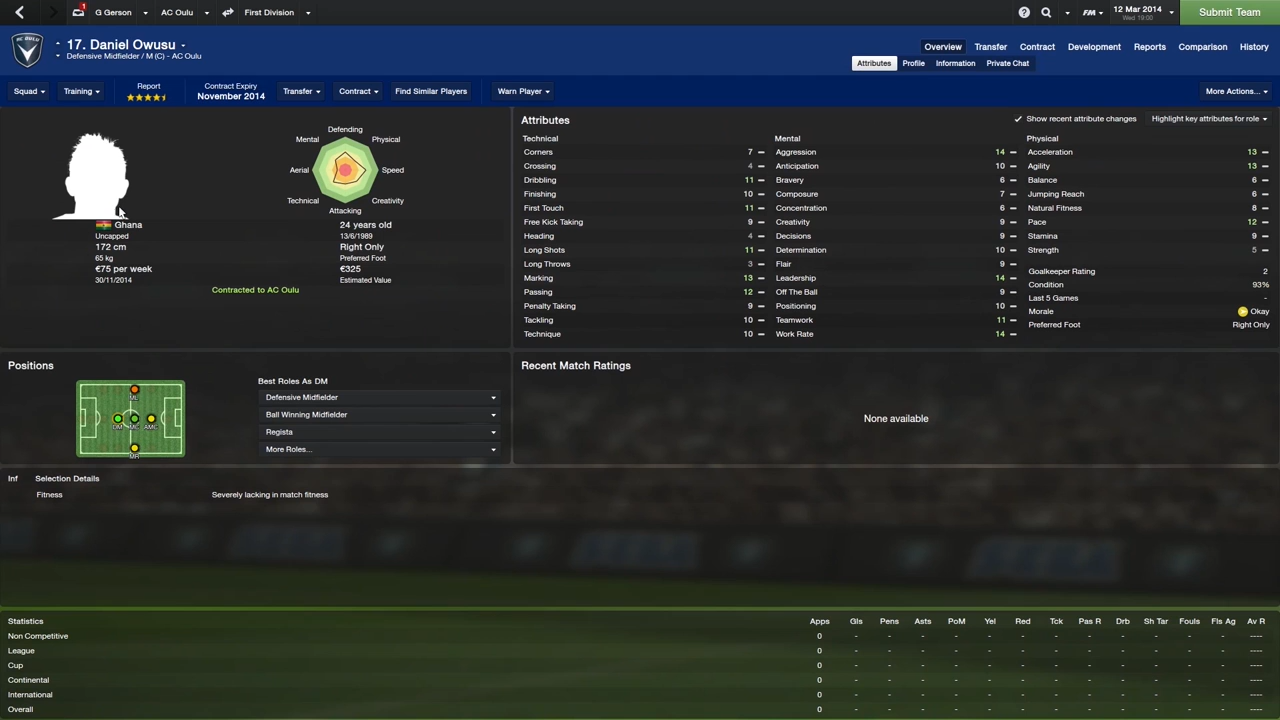 1
G Gerson
AC Oulu
First Division
?
FM
12 Mar 2014
Wed 19:00
Submit Team
17. Daniel Owusu
Defensive Midfielder / M (C) - AC Oulu
Overview
Transfer
Contract
Development
Reports
Comparison
History
Attributes
Profile
Information
Private Chat
Squad
Training
Report
Contract Expiry
November 2014
Transfer
Contract
Find Similar Players
Warn Player
More Actions...
Defending
Mental
Physical
Aerial
Speed
Technical
Creativity
Attacking
Ghana
Uncapped
172 cm
65 kg
€75 per week
30/11/2014
24 years old
13/6/1989
Right Only
Preferred Foot
€325
Estimated Value
Contracted to AC Oulu
Attributes
Show recent attribute changes
Highlight key attributes for role
Technical
Corners 7
Crossing 4
Dribbling 11
Finishing 10
First Touch 11
Free Kick Taking 9
Heading 4
Long Shots 11
Long Throws 3
Marking 13
Passing 12
Penalty Taking 9
Tackling 10
Technique 10
Mental
Aggression 14
Anticipation 10
Bravery 6
Composure 7
Concentration 6
Creativity 9
Decisions 9
Determination 10
Flair 9
Leadership 14
Off The Ball 9
Positioning 10
Teamwork 11
Work Rate 14
Physical
Acceleration 13
Agility 13
Balance 6
Jumping Reach 6
Natural Fitness 8
Pace 12
Stamina 9
Strength 5
Goalkeeper Rating 2
Condition 93%
Last 5 Games -
Morale Okay
Preferred Foot Right Only
Positions
ML
DM MC AMC
MR
Best Roles As DM
Defensive Midfielder
Ball Winning Midfielder
Regista
More Roles...
Recent Match Ratings
None available
Inf Selection Details
Fitness Severely lacking in match fitness
SEGA
Statistics Apps Gls Pens Asts PoM Yel Red Tck Pas R Drb Sh Tar Fouls Fls Ag Av R
Non Competitive 0 - - - - - - - - - - - - ----
League 0 - - - - - - - - - - - - ----
Cup 0 - - - - - - - - - - - - ----
Continental 0 - - - - - - - - - - - - ----
International 0 - - - - - - - - - - - - ----
Overall 0 - - - - - - - - - - - - ----